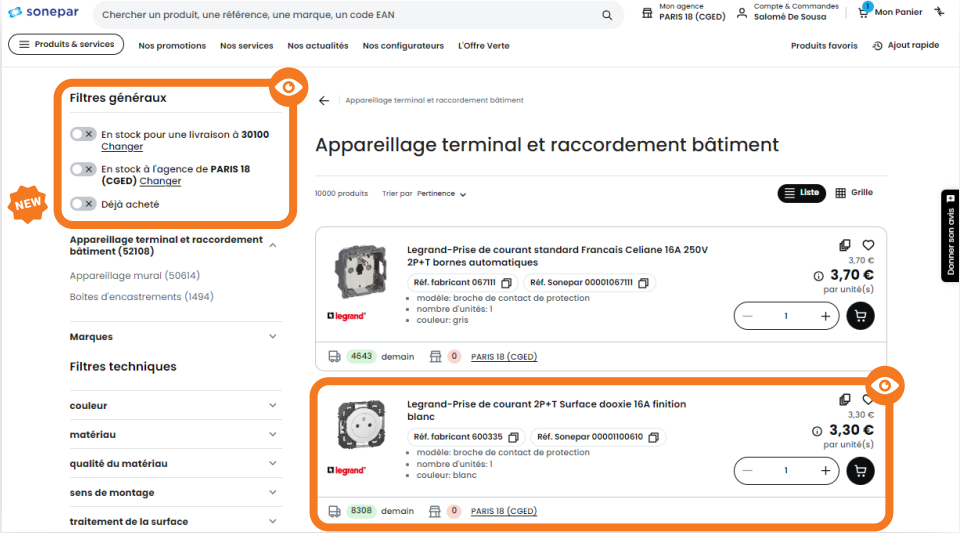 sonepar
Chercher un produit, une référence, une marque, un code EAN
Mon agence
PARIS 18 (CGED)
Compte & Commandes
Salomé De Sousa
1
Mon Panier
Produits & services
Nos promotions
Nos services
Nos actualités
Nos configurateurs
L'Offre Verte
Produits favoris
Ajout rapide
Filtres généraux
En stock pour une livraison à 30100
Changer
En stock à l'agence de PARIS 18
(CGED) Changer
Déjà acheté
NEW
Appareillage terminal et raccordement
bâtiment (52108)
Appareillage mural (50614)
Boites d'encastrements (1494)
Marques
Filtres techniques
couleur
matériau
qualité du matériau
sens de montage
traitement de la surface
Appareillage terminal et raccordement bâtiment
Appareillage terminal et raccordement bâtiment
10000 produits
Trier par Pertinence
Liste
Grille
Donner son avis
Legrand-Prise de courant standard Francais Celiane 16A 250V
2P+T bornes automatiques
Réf. fabricant 067111
Réf. Sonepar 00001067111
modèle: broche de contact de protection
nombre d'unités: 1
couleur: gris
legrand
3,70 €
3,70 €
par unité(s)
1
4643 demain
0 PARIS 18 (CGED)
Legrand-Prise de courant 2P+T Surface dooxie 16A finition
blanc
Réf. fabricant 600335
Réf. Sonepar 00001100610
modèle: broche de contact de protection
nombre d'unités: 1
couleur: blanc
legrand
3,30 €
3,30 €
par unité(s)
1
8308 demain
0 PARIS 18 (CGED)